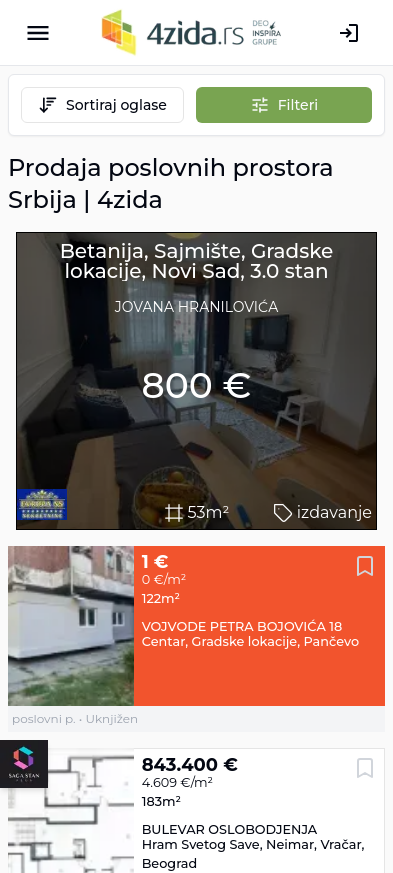 4zida.rs
DEO
INSPIRA
GRUPE
Sortiraj oglase
Filteri
Prodaja poslovnih prostora
Srbija | 4zida
Betanija, Sajmište, Gradske
lokacije, Novi Sad, 3.0 stan
JOVANA HRANILOVIĆA
800 €
NEKRETNINE
53m²
izdavanje
1 €
0 €/m²
122m²
VOJVODE PETRA BOJOVIĆA 18
Centar, Gradske lokacije, Pančevo
poslovni p. • Uknjižen
SAGA STAN
843.400 €
4.609 €/m²
183m²
BULEVAR OSLOBODJENJA
Hram Svetog Save, Neimar, Vračar,
Beograd